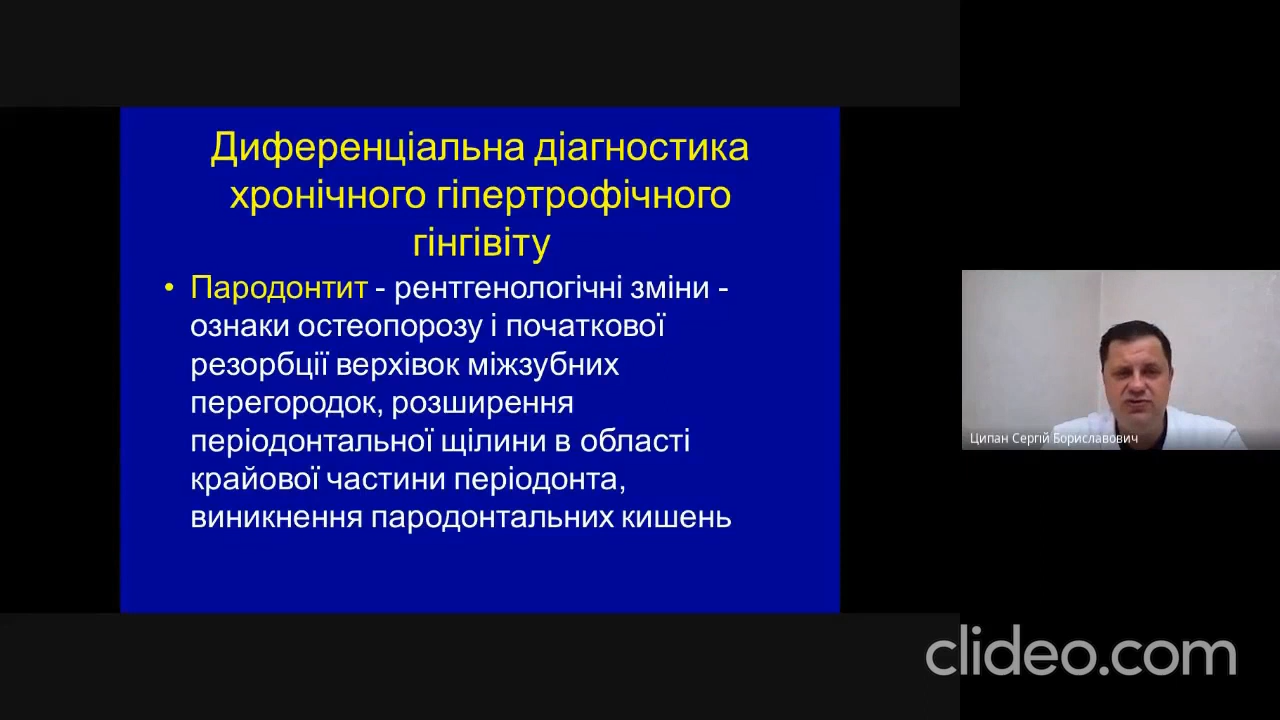 Диференціальна діагностика
хронічного гіпертрофічного
гінгівіту
• Пародонтит - рентгенологічні зміни -
ознаки остеопорозу і початкової
резорбції верхівок міжзубних
перегородок, розширення
періодонтальної щілини в області
крайової частини періодонта,
виникнення пародонтальних кишень
Ципан Сергій Бориславович
clideo.com